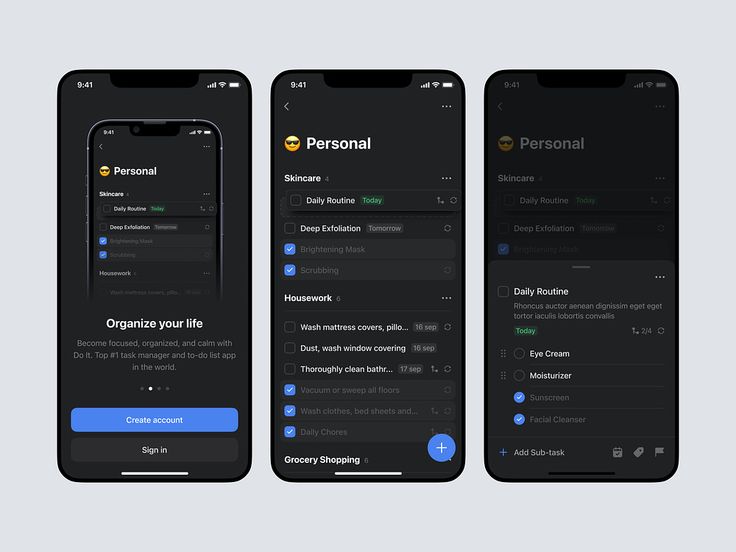 9:41
9:41
Personal
Skincare 4
Daily Routine Today
Deep Exfoliation Tomorrow
Brightening Mask
Scrubbing
Housework 6
Wash mattress covers, pillo...
Organize your life
Become focused, organized, and calm with
Do It. Top #1 task manager and to-do list app
in the world.
Create account
Sign in
9:41
Personal
Skincare 4
Daily Routine Today
Deep Exfoliation Tomorrow
Brightening Mask
Scrubbing
Housework 6
Wash mattress covers, pillo... 16 sep
Dust, wash window covering 16 sep
Thoroughly clean bathr... 17 sep
Vacuum or sweep all floors
Wash clothes, bed sheets and...
Daily Chores
Grocery Shopping 6
9:41
Personal
Skincare 4
Daily Routine Today
Deep Exfoliation Tomorrow
Brightening Mask
Daily Routine
Rhoncus auctor aenean dignissim eget eget
tortor iaculis lobortis convallis
Today 2/4
Eye Cream
Moisturizer
Sunscreen
Facial Cleanser
Add Sub-task